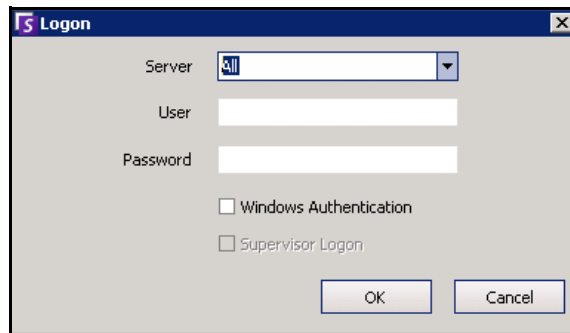 Logon
Server All
User
Password
Windows Authentication
Supervisor Logon
OK Cancel